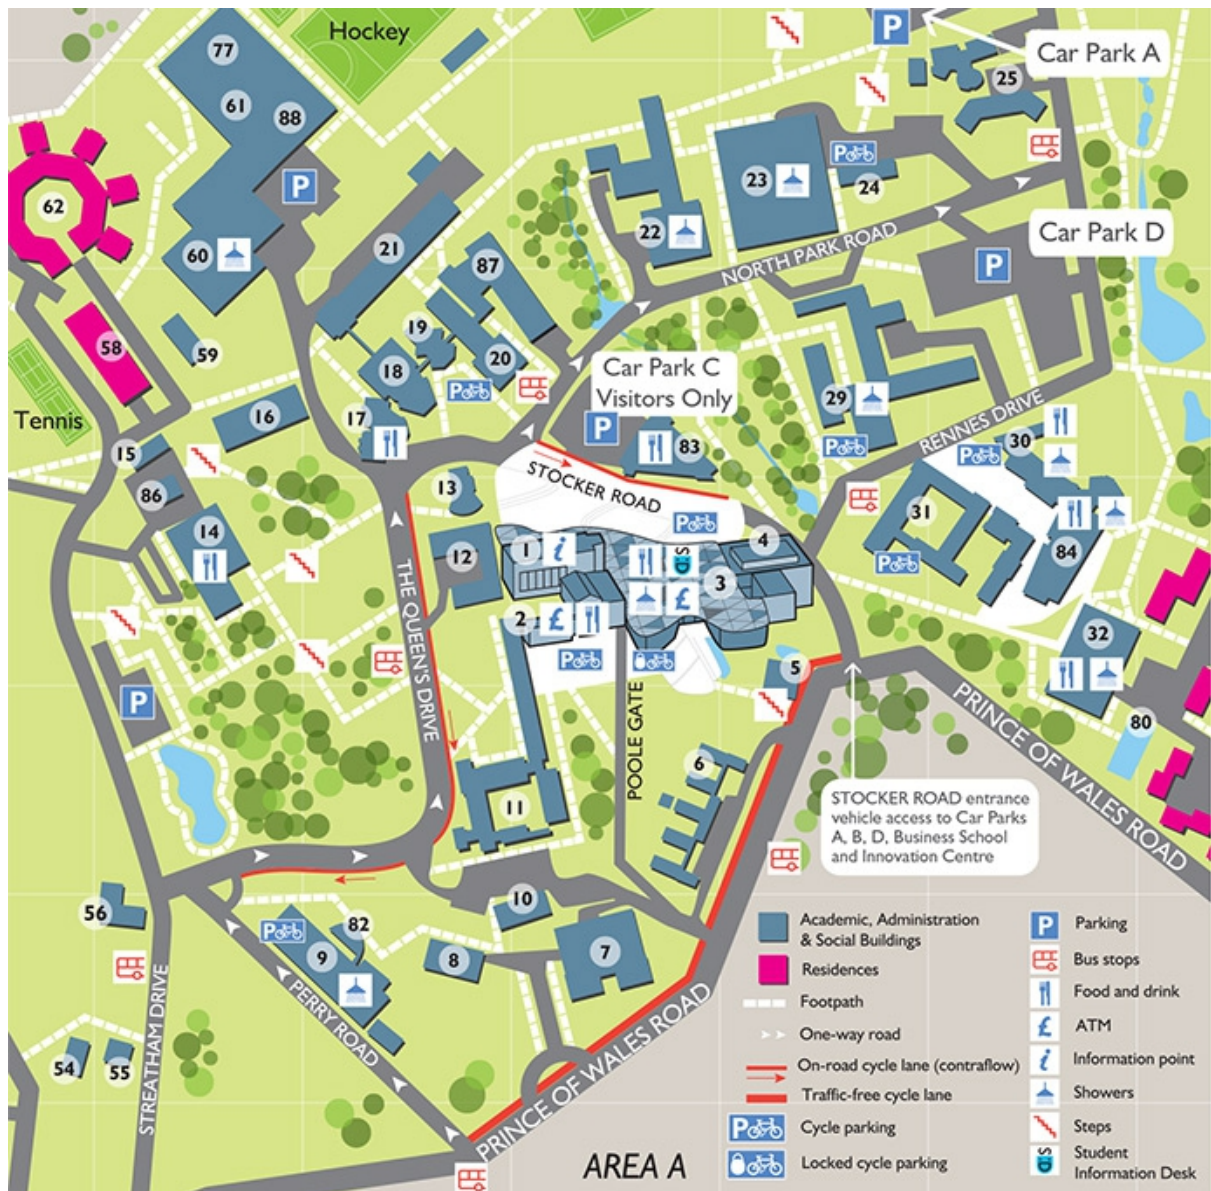 Hockey
77
P
Car Park A
25
61
88
P
23
P
24
62
22
60
21
87
Car Park D
P
NORTH PARK ROAD
58
59
19
18
20
Car Park C
Visitors Only
P
P
29
RENNES DRIVE
Tennis
16
17
15
83
P
P
30
86
13
STOCKER ROAD
P
31
14
12
1
i
4
P
84
SID
3
2
£
£
THE QUEEN'S DRIVE
P
32
5
P
POOLE GATE
PRINCE OF WALES ROAD
80
6
11
STOCKER ROAD entrance
vehicle access to Car Parks
A, B, D, Business School
and Innovation Centre
56
82
10
P
9
8
7
PERRY ROAD
STREATHAM DRIVE
54
55
PRINCE OF WALES ROAD
AREA A
Academic, Administration
& Social Buildings
Residences
Footpath
One-way road
On-road cycle lane (contraflow)
Traffic-free cycle lane
P
Cycle parking
Locked cycle parking
P
Parking
Bus stops
Food and drink
£
ATM
i
Information point
Showers
Steps
SID
Student
Information Desk